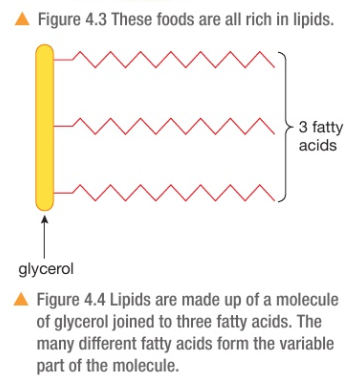 Figure 4.3 These foods are all rich in lipids.
3 fatty
acids
glycerol
Figure 4.4 Lipids are made up of a molecule
of glycerol joined to three fatty acids. The
many different fatty acids form the variable
part of the molecule.